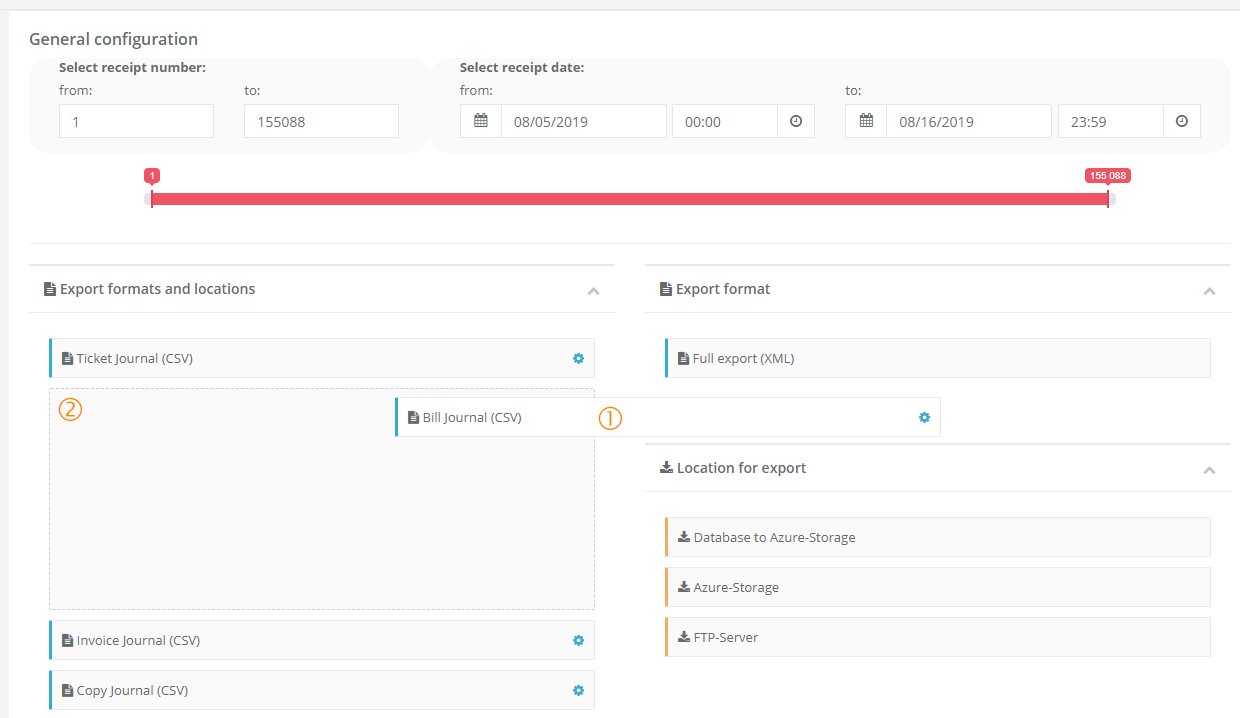 General configuration
Select receipt number:
from:
to:
1
155088
Select receipt date:
from:
to:
08/05/2019
00:00
08/16/2019
23:59
1
155 088
Export formats and locations
Ticket Journal (CSV)
②
Bill Journal (CSV)
①
Invoice Journal (CSV)
Copy Journal (CSV)
Export format
Full export (XML)
Location for export
Database to Azure-Storage
Azure-Storage
FTP-Server